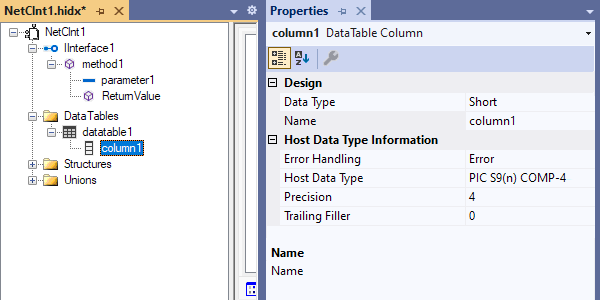 NetClnt1.hidx*
NetClnt1
IInterface1
method1
parameter1
ReturnValue
DataTables
datatable1
column1
Structures
Unions
Properties
column1 DataTable Column
Design
Data Type Short
Name column1
Host Data Type Information
Error Handling Error
Host Data Type PIC S9(n) COMP-4
Precision 4
Trailing Filler 0
Name
Name